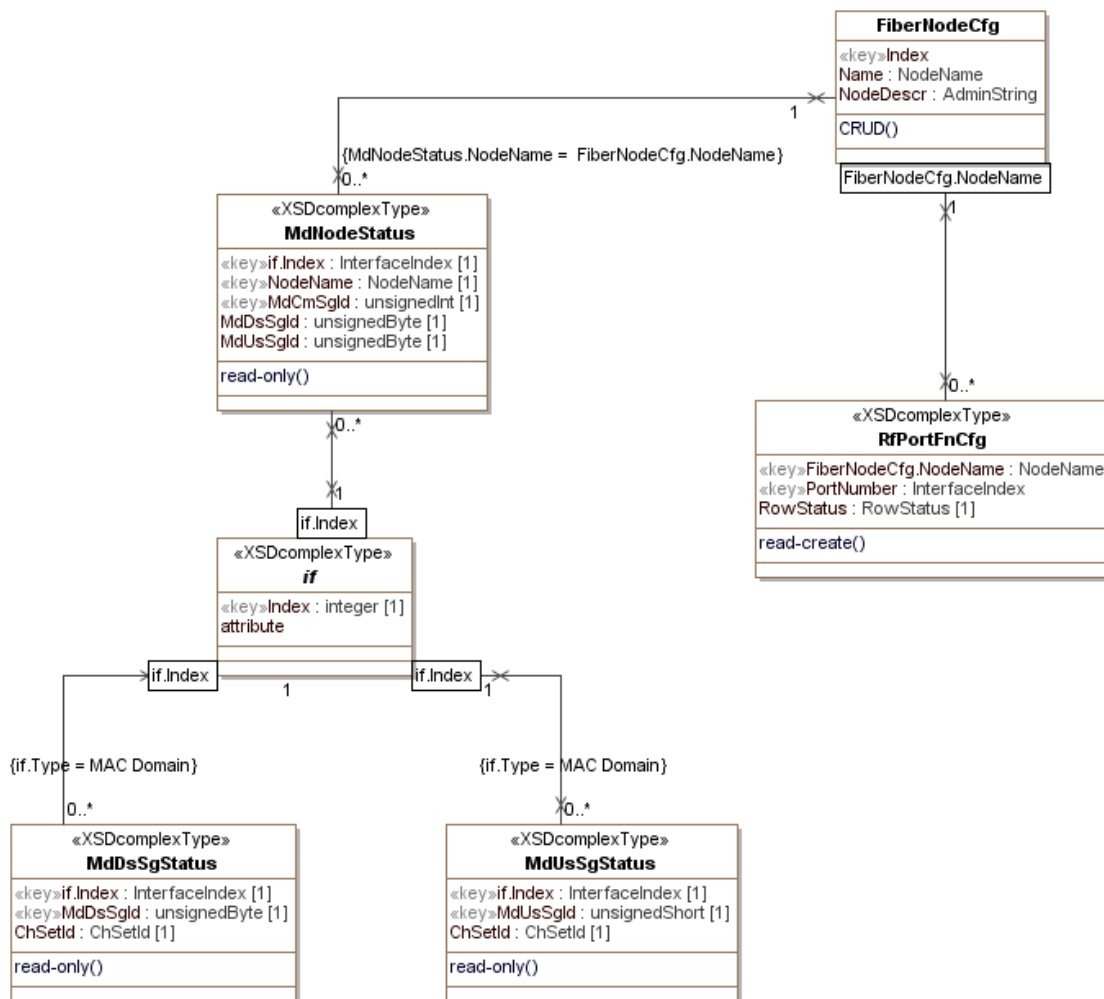 FiberNodeCfg
«key»Index
Name : NodeName
NodeDescr : AdminString
CRUD()
1
{MdNodeStatus.NodeName =  FiberNodeCfg.NodeName}
0..*
FiberNodeCfg.NodeName
1
«XSDcomplexType»
MdNodeStatus
«key»if.Index : InterfaceIndex [1]
«key»NodeName : NodeName [1]
«key»MdCmSgId : unsignedInt [1]
MdDsSgId : unsignedByte [1]
MdUsSgId : unsignedByte [1]
read-only()
0..*
0..*
«XSDcomplexType»
RfPortFnCfg
«key»FiberNodeCfg.NodeName : NodeName
«key»PortNumber : InterfaceIndex
RowStatus : RowStatus [1]
read-create()
1
if.Index
«XSDcomplexType»
if
«key»Index : integer [1]
attribute
if.Index
1
if.Index
1
{if.Type = MAC Domain}
{if.Type = MAC Domain}
0..*
0..*
«XSDcomplexType»
MdDsSgStatus
«key»if.Index : InterfaceIndex [1]
«key»MdDsSgId : unsignedByte [1]
ChSetId : ChSetId [1]
read-only()
«XSDcomplexType»
MdUsSgStatus
«key»if.Index : InterfaceIndex [1]
«key»MdUsSgId : unsignedShort [1]
ChSetId : ChSetId [1]
read-only()